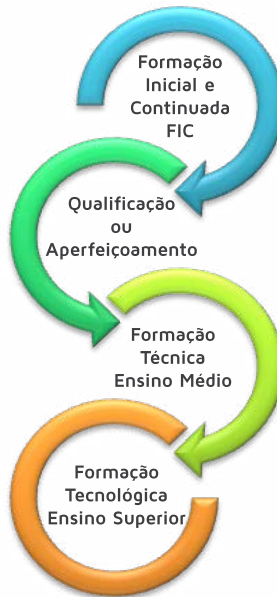 Formação
Inicial e
Continuada
FIC
Qualificação
ou
Aperfeiçoamento
Formação
Técnica
Ensino Médio
Formação
Tecnológica
Ensino Superior